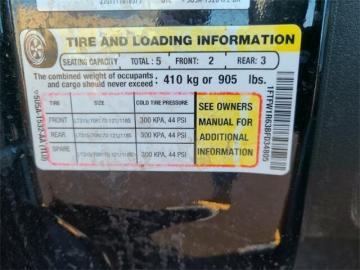 TIRE AND LOADING INFORMATION
SEATING CAPACITY TOTAL : 5 FRONT: 2 REAR: 3
The combined weight of occupants and cargo should never exceed : 410 kg or 905 lbs.
TIRE SIZE COLD TIRE PRESSURE
FRONT 300 KPA, 44 PSI
REAR 300 KPA, 44 PSI
SPARE 300 KPA, 44 PSI
SEE OWNERS
MANUAL FOR
ADDITIONAL
INFORMATION